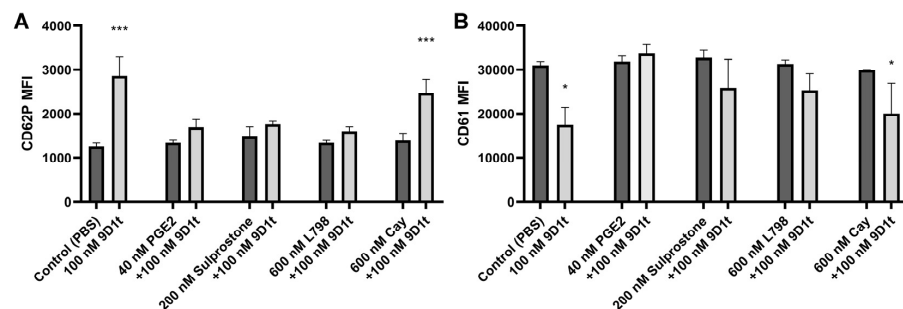 A
CD62P MFI
4000
3000
2000
1000
0
***
***
Control (PBS)
100 nM 9D1t
40 nM PGE2
+100 nM 9D1t
200 nM Sulprostone
+100 nM 9D1t
600 nM L798
+100 nM 9D1t
600 nM Cay
+100 nM 9D1t
B
CD61 MFI
40000
30000
20000
10000
0
*
*
Control (PBS)
100 nM 9D1t
40 nM PGE2
+100 nM 9D1t
200 nM Sulprostone
+100 nM 9D1t
600 nM L798
+100 nM 9D1t
600 nM Cay
+100 nM 9D1t